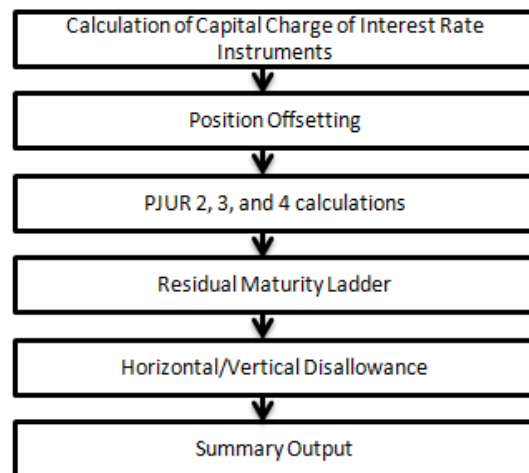 Calculation of Capital Charge of Interest Rate
Instruments
Position Offsetting
PJUR 2, 3, and 4 calculations
Residual Maturity Ladder
Horizontal/Vertical Disallowance
Summary Output